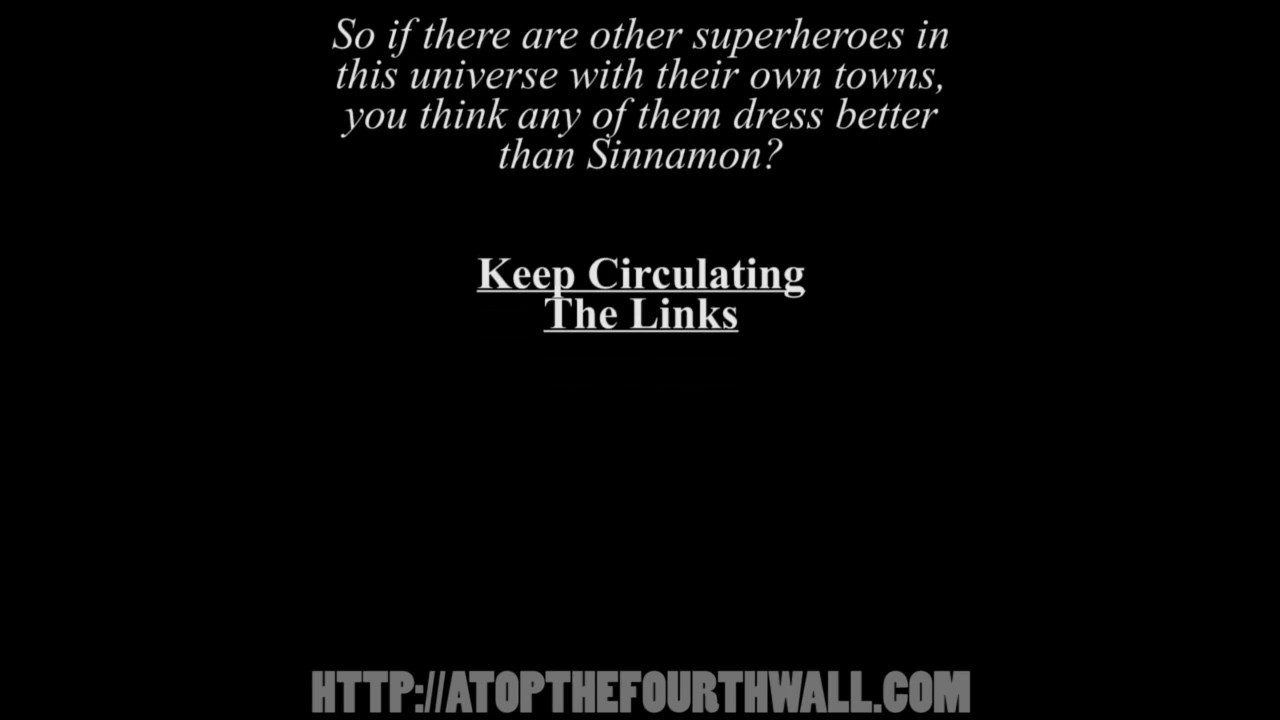 So if there are other superheroes in
this universe with their own towns,
you think any of them dress better
than Sinnamon?
Keep Circulating
The Links
HTTP://ATOPTHEFOURTHWALL.COM